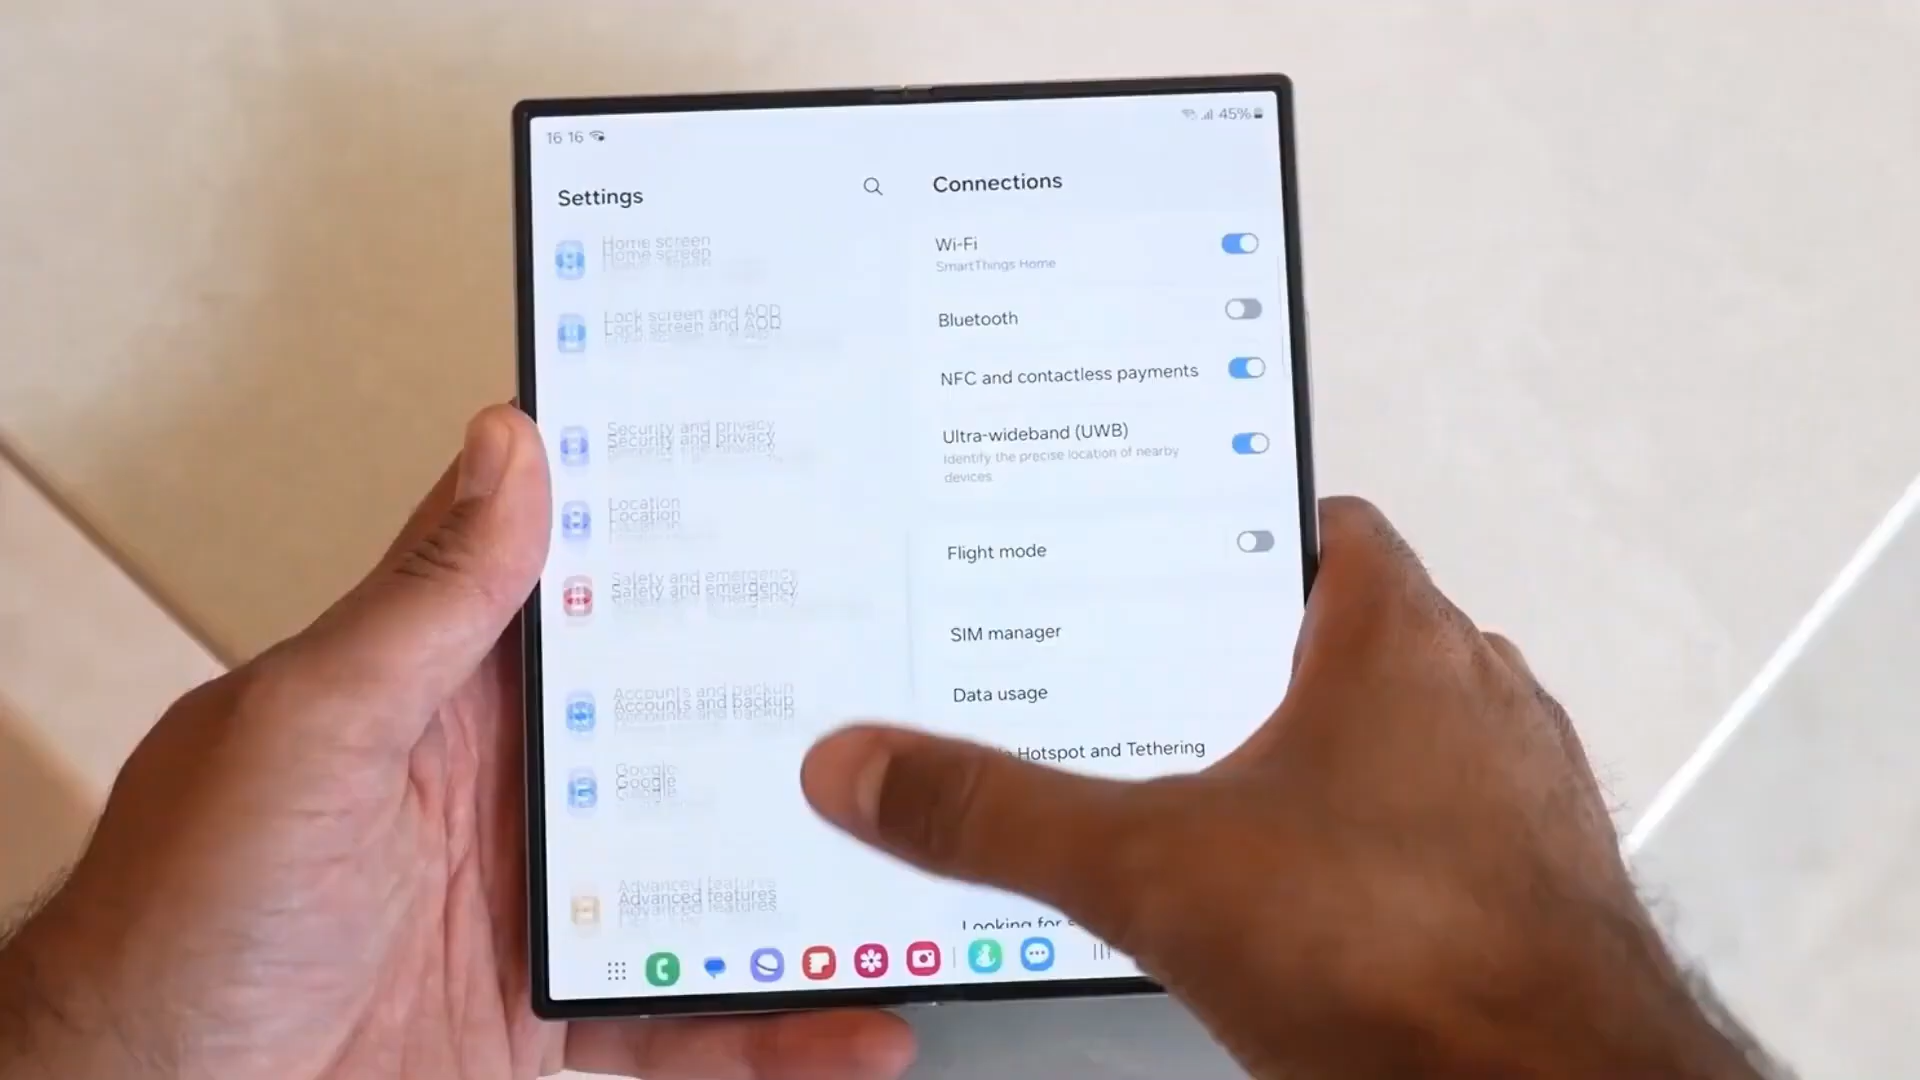 16 16
45%
Settings
Home screen
Lock screen and AOD
Security and privacy
Location
Safety and emergency
Accounts and backup
Google
Advanced features
Connections
Wi-Fi
SmartThings Home
Bluetooth
NFC and contactless payments
Ultra-wideband (UWB)
Identify the precise location of nearby
devices.
Flight mode
SIM manager
Data usage
Hotspot and Tethering
Looking for